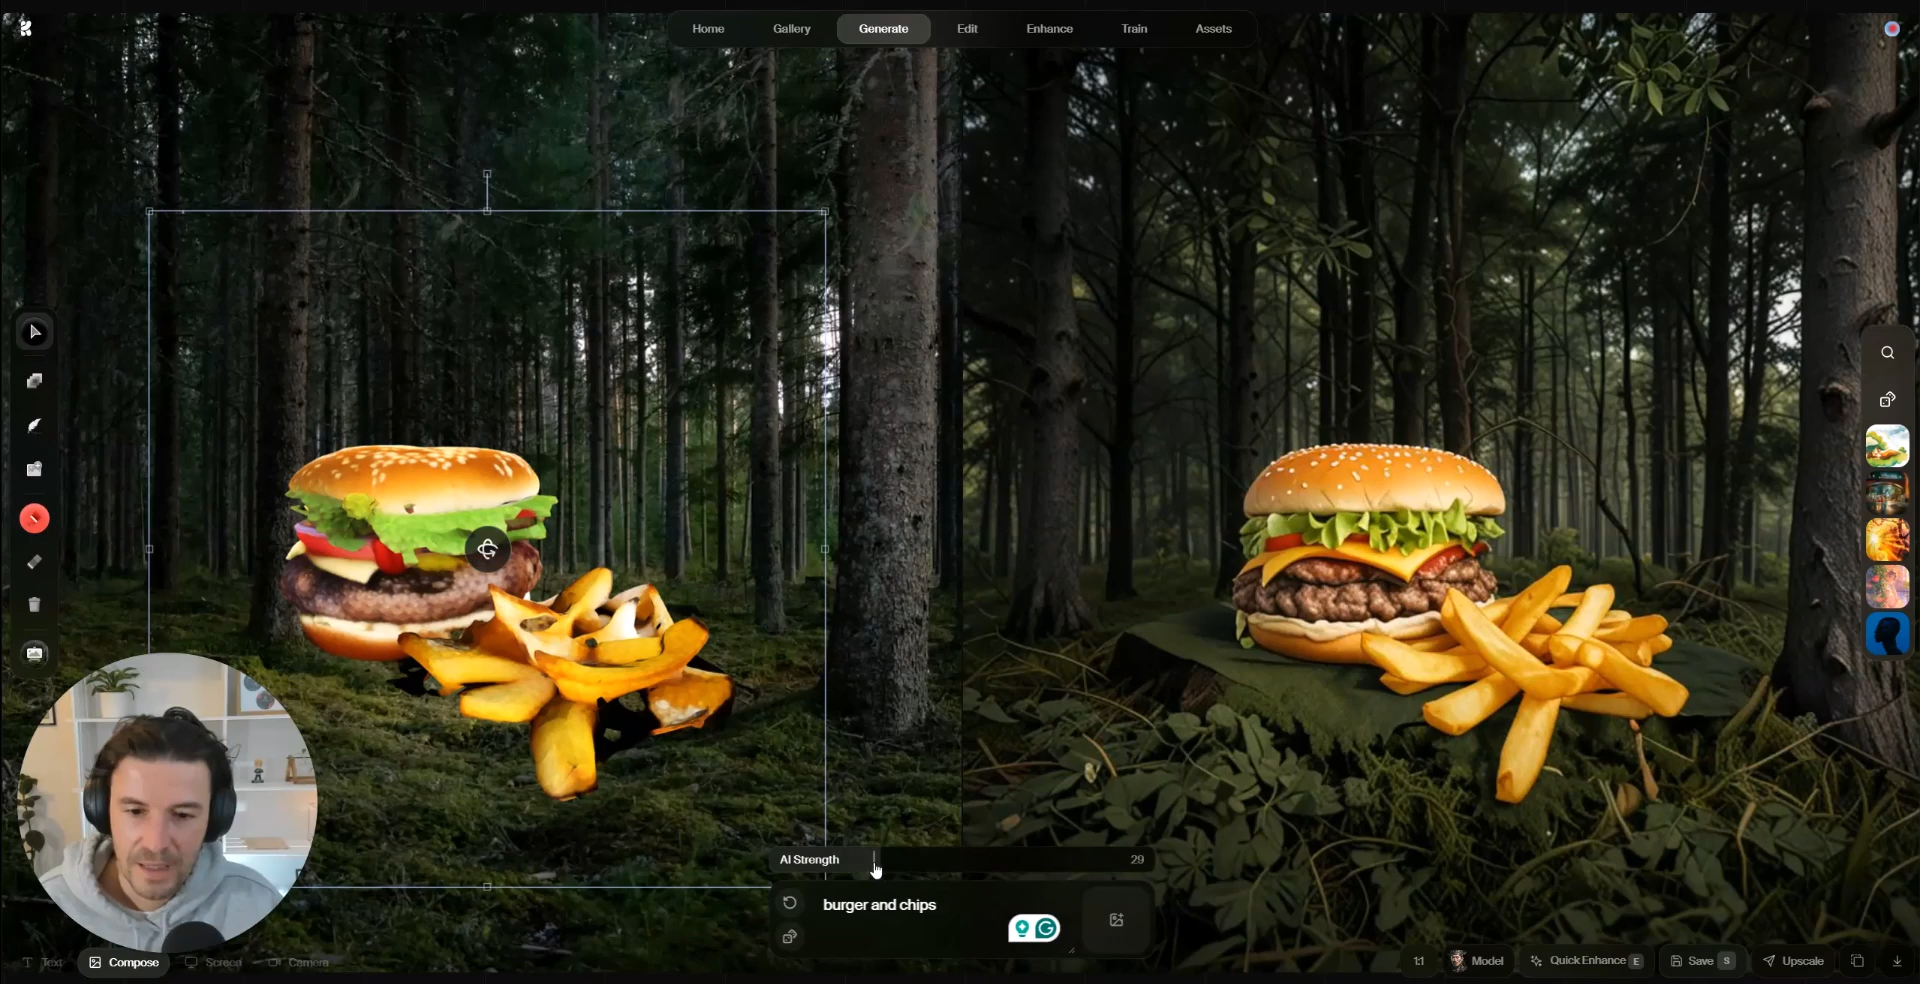 Home Gallery Generate Edit Enhance Train Assets
AI Strength 29
burger and chips
Text Compose Screen Camera
1:1 Model Quick Enhance E Save S Upscale